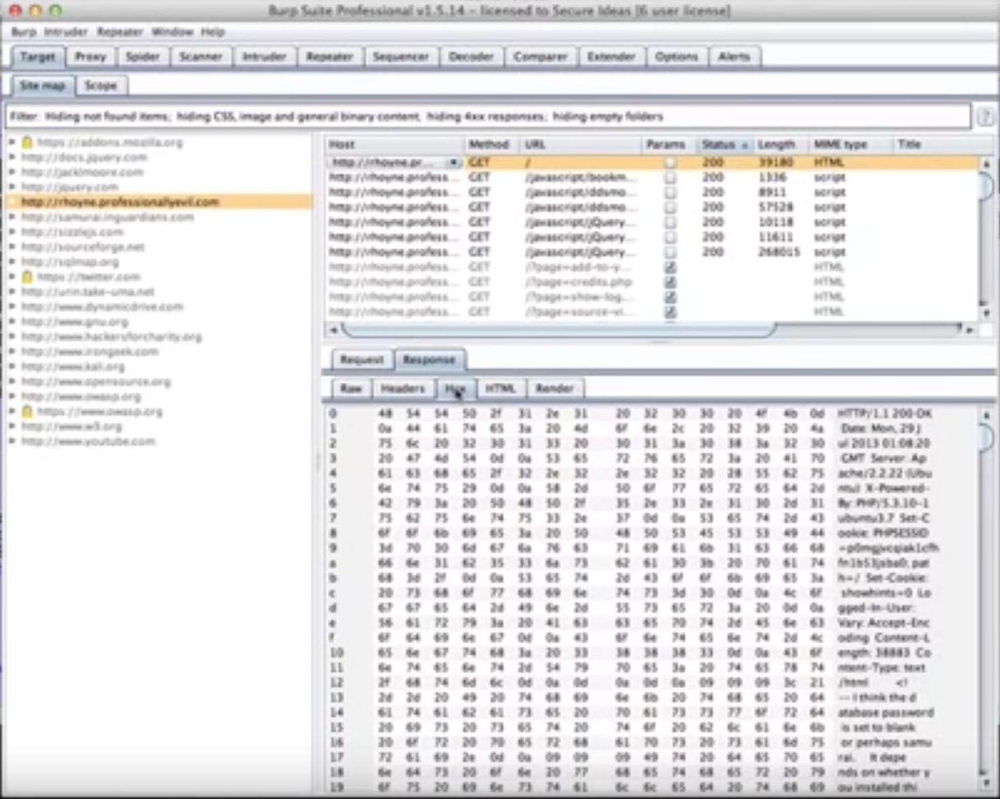 Burp Suite Professional v1.5.14 - licensed to Secure Ideas [6 user license]
Burp Intruder Repeater Window Help
Target Proxy Spider Scanner Intruder Repeater Sequencer Decoder Comparer Extender Options Alerts
Site map Scope
Filter: Hiding not found items; hiding CSS, image and general binary content; hiding 4xx responses; hiding empty folders ?
https://addons.mozilla.org
http://docs.jquery.com
http://jacklmoore.com
http://jquery.com
http://rhoyne.professionallyevil.com
http://samurai.inguardians.com
http://sizzlejs.com
http://sourceforge.net
http://sqlmap.org
https://twitter.com
http://urin.take-uma.net
http://www.dynamicdrive.com
http://www.gnu.org
http://www.hackersforcharity.org
http://www.irongeek.com
http://www.kali.org
http://www.opensource.org
http://www.owasp.org
https://www.owasp.org
http://www.w3.org
http://www.youtube.com
Host Method URL Params Status Length MIME type Title
http://rhoyne.pr... GET / 200 39180 HTML
http://rhoyne.profess... GET /javascript/bookm... 200 1336 script
http://rhoyne.profess... GET /javascript/ddsmo... 200 8911 script
http://rhoyne.profess... GET /javascript/ddsmo... 200 57528 script
http://rhoyne.profess... GET /javascript/jQuery... 200 10118 script
http://rhoyne.profess... GET /javascript/jQuery... 200 11611 script
http://rhoyne.profess... GET /javascript/jQuery... 200 268015 script
http://rhoyne.profess... GET /?page=add-to-y... HTML
http://rhoyne.profess... GET /?page=credits.php HTML
http://rhoyne.profess... GET /?page=show-log... HTML
http://rhoyne.profess... GET /?page=source-vi... HTML
Request Response
Raw Headers Hex HTML Render
0 48 54 54 50 2f 31 2e 31 20 32 30 30 20 4f 4b 0d HTTP/1.1 200 OK
1 0a 44 61 74 65 3a 20 4d 6f 6e 2c 20 32 39 20 4a Date: Mon, 29 J
2 75 6c 20 32 30 31 33 20 30 31 3a 30 38 3a 32 30 ul 2013 01:08:20
3 20 47 4d 54 0d 0a 53 65 72 76 65 72 3a 20 41 70 GMT Server: Ap
4 61 63 68 65 2f 32 2e 32 2e 32 32 20 28 55 62 75 ache/2.2.22 (Ubu
5 6e 74 75 29 0d 0a 58 2d 50 6f 77 65 72 65 64 2d ntu) X-Powered-
6 42 79 3a 20 50 48 50 2f 35 2e 33 2e 31 30 2d 31 By: PHP/5.3.10-1
7 75 62 75 6e 74 75 33 2e 37 0d 0a 53 65 74 2d 43 ubuntu3.7 Set-C
8 6f 6f 6b 69 65 3a 20 50 48 50 53 45 53 53 49 44 ookie: PHPSESSID
9 3d 70 30 6d 67 6a 76 63 71 69 61 6b 31 63 66 68 =p0mgjvcqiak1cfh
a 66 6e 31 62 35 33 6a 73 62 61 30 3b 20 70 61 74 fn1b53jsba0; pat
b 68 3d 2f 0d 0a 53 65 74 2d 43 6f 6f 6b 69 65 3a h=/ Set-Cookie:
c 20 73 68 6f 77 68 69 6e 74 73 3d 30 0d 0a 4c 6f showhints=0 Lo
d 67 67 65 64 2d 49 6e 2d 55 73 65 72 3a 20 0d 0a gged-In-User:
e 56 61 72 79 3a 20 41 63 63 65 70 74 2d 45 6e 63 Vary: Accept-Enc
f 6f 64 69 6e 67 0d 0a 43 6f 6e 74 65 6e 74 2d 4c oding Content-L
10 65 6e 67 74 68 3a 20 33 38 38 38 33 0d 0a 43 6f ength: 38883 Co
11 6e 74 65 6e 74 2d 54 79 70 65 3a 20 74 65 78 74 ntent-Type: text
12 2f 68 74 6d 6c 0d 0a 0d 0a 0d 0a 09 09 09 3c 21 /html <!
13 2d 2d 20 49 20 74 68 69 6e 6b 20 74 68 65 20 64 -- I think the d
14 61 74 61 62 61 73 65 20 70 61 73 73 77 6f 72 64 atabase password
15 20 69 73 20 73 65 74 20 74 6f 20 62 6c 61 6e 6b is set to blank
16 20 6f 72 20 70 65 72 68 61 70 73 20 73 61 6d 75 or perhaps samu
17 72 61 69 2e 0d 0a 09 09 09 49 74 20 64 65 70 65 rai. It depe
18 6e 64 73 20 6f 6e 20 77 68 65 74 68 65 72 20 79 nds on whether y
19 6f 75 20 69 6e 73 74 61 6c 6c 65 64 20 74 68 69 ou installed thi